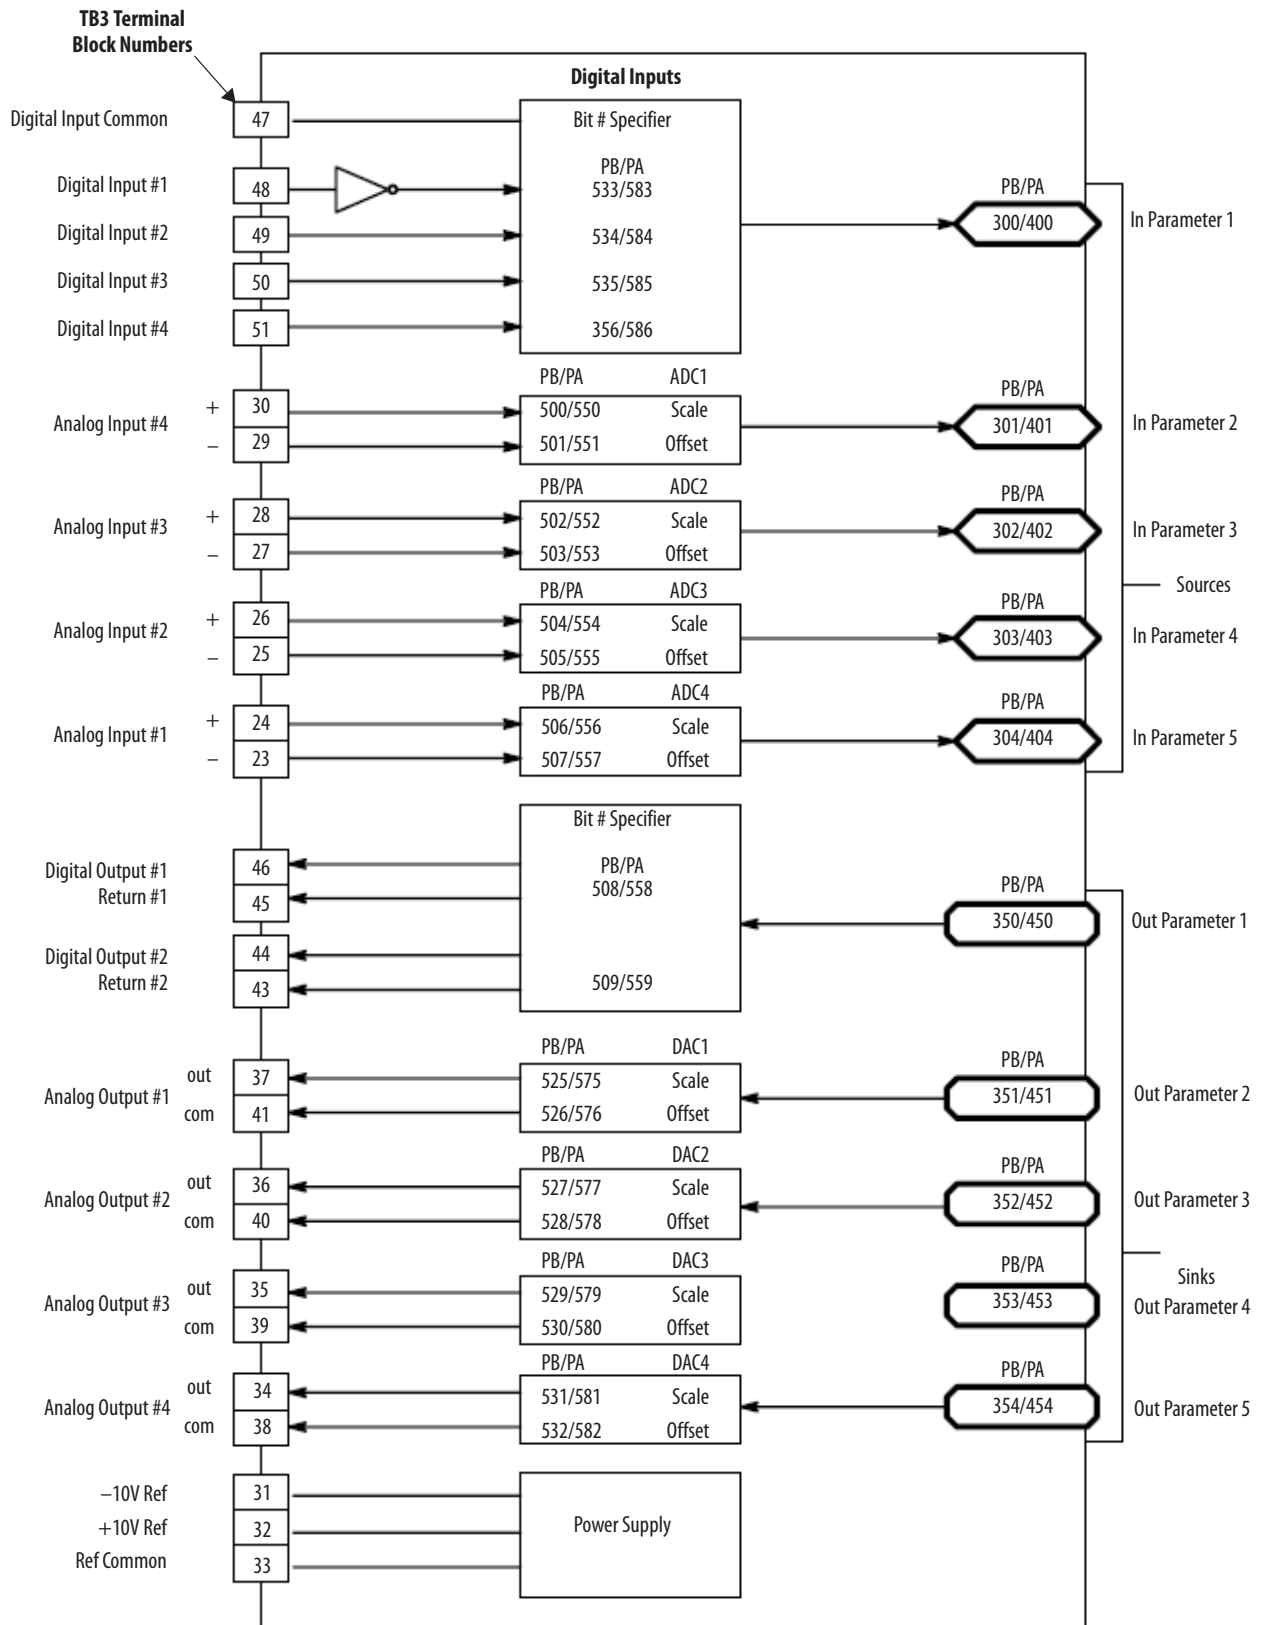 TB3 Terminal
Block Numbers
Digital Inputs
Digital Input Common 47 Bit # Specifier
PB/PA
Digital Input #1 48 533/583 PB/PA
Digital Input #2 49 534/584 300/400 In Parameter 1
Digital Input #3 50 535/585
Digital Input #4 51 356/586
PB/PA ADC1 PB/PA
+ 30 500/550 Scale
Analog Input #4 301/401 In Parameter 2
– 29 501/551 Offset
PB/PA ADC2 PB/PA
+ 28 502/552 Scale
Analog Input #3 302/402 In Parameter 3
– 27 503/553 Offset
Sources
PB/PA ADC3 PB/PA
+ 26 504/554 Scale
Analog Input #2 303/403 In Parameter 4
– 25 505/555 Offset
PB/PA ADC4 PB/PA
+ 24 506/556 Scale
Analog Input #1 304/404 In Parameter 5
– 23 507/557 Offset
Bit # Specifier
Digital Output #1 46 PB/PA
Return #1 45 508/558 PB/PA
350/450 Out Parameter 1
Digital Output #2 44
Return #2 43 509/559
PB/PA DAC1 PB/PA
out 37 525/575 Scale
Analog Output #1 351/451 Out Parameter 2
com 41 526/576 Offset
PB/PA DAC2 PB/PA
out 36 527/577 Scale
Analog Output #2 352/452 Out Parameter 3
com 40 528/578 Offset
PB/PA DAC3 PB/PA
Sinks
out 35 529/579 Scale
Analog Output #3 353/453 Out Parameter 4
com 39 530/580 Offset
PB/PA DAC4 PB/PA
out 34 531/581 Scale
Analog Output #4 354/454 Out Parameter 5
com 38 532/582 Offset
–10V Ref 31
+10V Ref 32 Power Supply
Ref Common 33